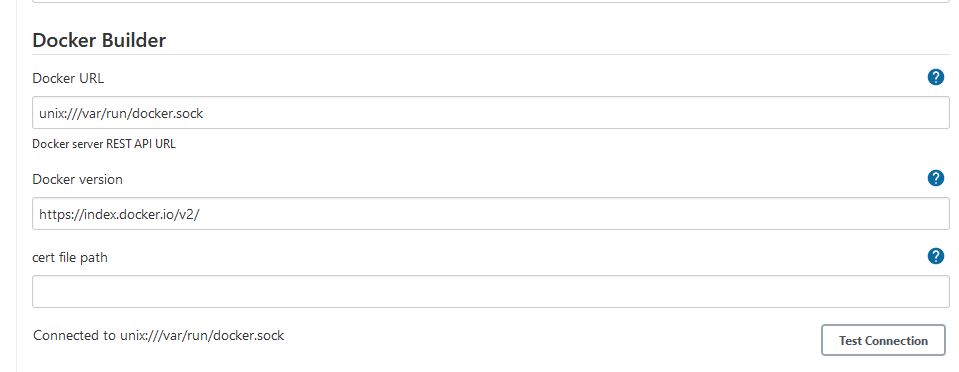 Docker Builder
Docker URL
?
unix:///var/run/docker.sock
Docker server REST API URL
Docker version
?
https://index.docker.io/v2/
cert file path
?
Connected to unix:///var/run/docker.sock
Test Connection